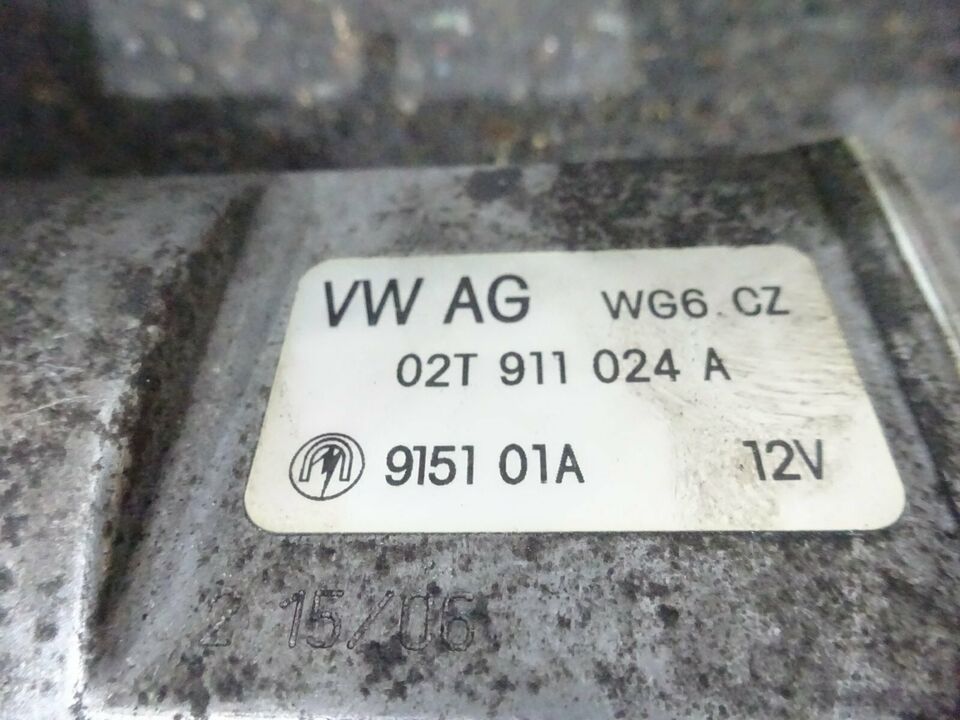 VW AG WG6 CZ
02T 911 024 A
9151 01A 12V
2 15/06